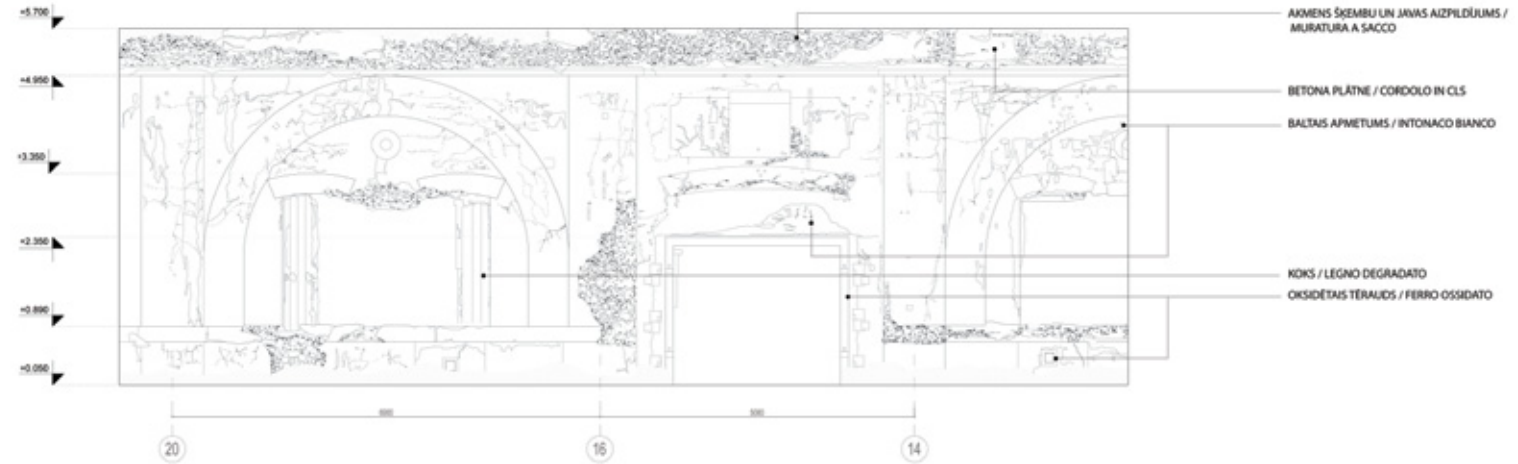 +5.700
AKMENS ŠĶEMBU UN JAVAS AIZPILDĪJUMS /
MURATURA A SACCO
+4.950
BETONA PLĀTNE / CORDOLO IN CLS
BALTAIS APMETUMS / INTONACO BIANCO
+3.350
+2.350
KOKS / LEGNO DEGRADATO
OKSIDĒTAIS TĒRAUDS / FERRO OSSIDATO
+0.890
+0.050
20 16 14